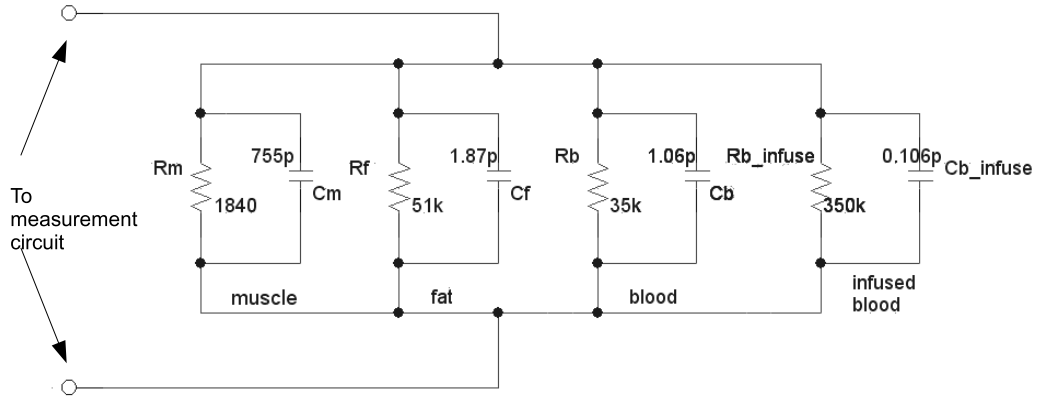 To
measurement
circuit
Rm
1840
755p
Cm
muscle
Rf
51k
1.87p
Cf
fat
Rb
35k
1.06p
Cb
blood
Rb_infuse
350k
0.106p
Cb_infuse
infused
blood